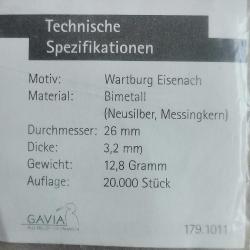 Technische
Spezifikationen
Motiv: Wartburg Eisenach
Material: Bimetall
(Neusilber, Messingkern)
Durchmesser: 26 mm
Dicke: 3,2 mm
Gewicht: 12,8 Gramm
Auflage: 20.000 Stück
GAVIA
179.1011